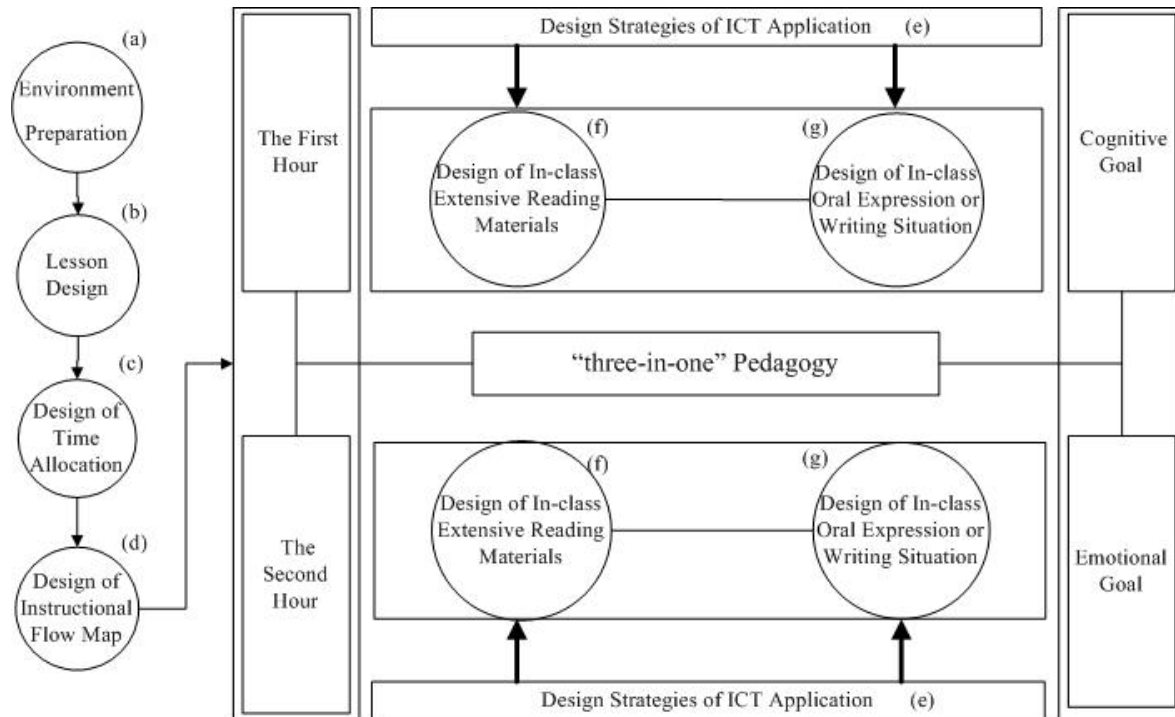 (a)
Environment
Preparation
(b)
Lesson
Design
(c)
Design of
Time
Allocation
(d)
Design of
Instructional
Flow Map
The First
Hour
The
Second
Hour
Design Strategies of ICT Application (e)
(f)
Design of In-class
Extensive Reading
Materials
(g)
Design of In-class
Oral Expression or
Writing Situation
“three-in-one” Pedagogy
(f)
Design of In-class
Extensive Reading
Materials
(g)
Design of In-class
Oral Expression or
Writing Situation
Design Strategies of ICT Application (e)
Cognitive
Goal
Emotional
Goal